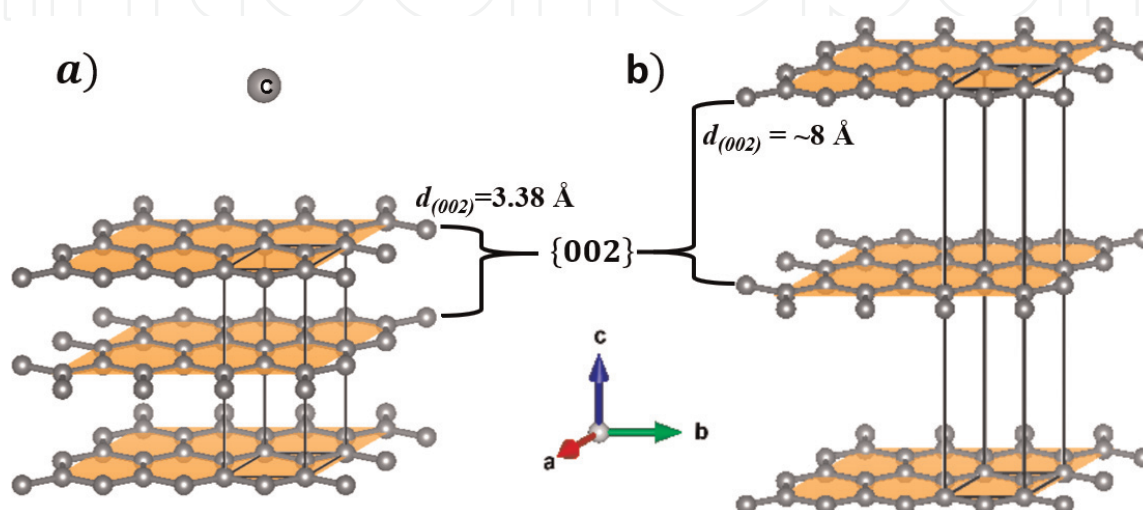 a)
b)
C
d(002) = ~8 Å
d(002)=3.38 Å
{002}
c
b
a